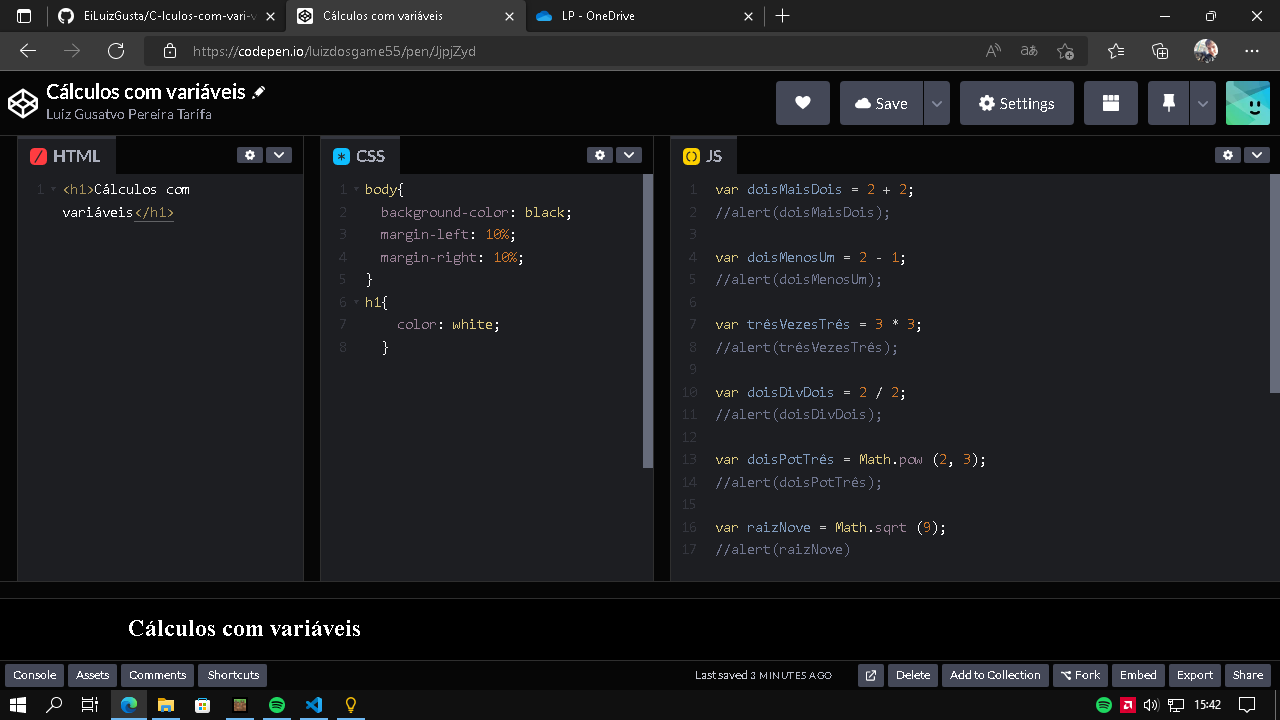 EiLuizGusta/C-lculos-com-vari-v
Cálculos com variáveis
LP - OneDrive
https://codepen.io/luizdosgame55/pen/JjpjZyd
Cálculos com variáveis
Luíz Gusatvo Pereira Tarifa
Save
Settings
HTML
1 <h1>Cálculos com
variáveis</h1>
CSS
1 body{
2 background-color: black;
3 margin-left: 10%;
4 margin-right: 10%;
5 }
6 h1{
7 color: white;
8 }
JS
1 var doisMaisDois = 2 + 2;
2 //alert(doisMaisDois);
3
4 var doisMenosUm = 2 - 1;
5 //alert(doisMenosUm);
6
7 var trêsVezesTrês = 3 * 3;
8 //alert(trêsVezesTrês);
9
10 var doisDivDois = 2 / 2;
11 //alert(doisDivDois);
12
13 var doisPotTrês = Math.pow (2, 3);
14 //alert(doisPotTrês);
15
16 var raizNove = Math.sqrt (9);
17 //alert(raizNove)
Cálculos com variáveis
Console Assets Comments Shortcuts Last saved 3 MINUTES AGO Delete Add to Collection Fork Embed Export Share
15:42